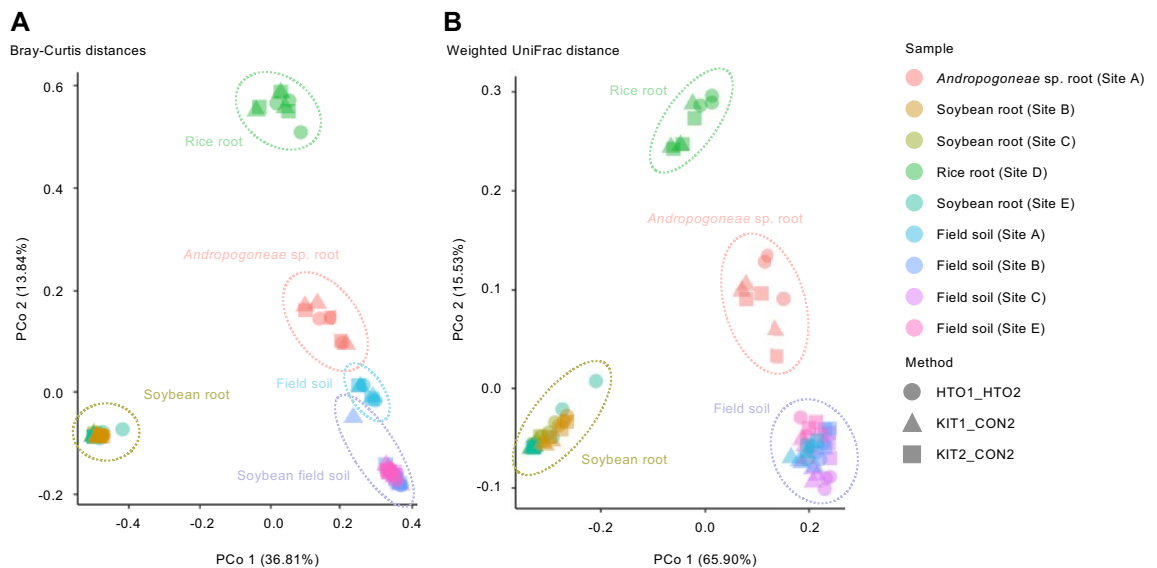 A
Bray-Curtis distances
0.6
0.4
0.2
0.0
-0.2
-0.4
-0.2
0.0
0.2
0.4
PCo 2 (13.84%)
PCo 1 (36.81%)
Rice root
Andropogoneae sp. root
Field soil
Soybean root
Soybean field soil
B
Weighted UniFrac distance
0.3
0.2
0.1
0.0
-0.1
-0.2
0.0
0.2
PCo 2 (15.53%)
PCo 1 (65.90%)
Rice root
Andropogoneae sp. root
Field soil
Soybean root
Sample
Andropogoneae sp. root (Site A)
Soybean root (Site B)
Soybean root (Site C)
Rice root (Site D)
Soybean root (Site E)
Field soil (Site A)
Field soil (Site B)
Field soil (Site C)
Field soil (Site E)
Method
HTO1_HTO2
KIT1_CON2
KIT2_CON2